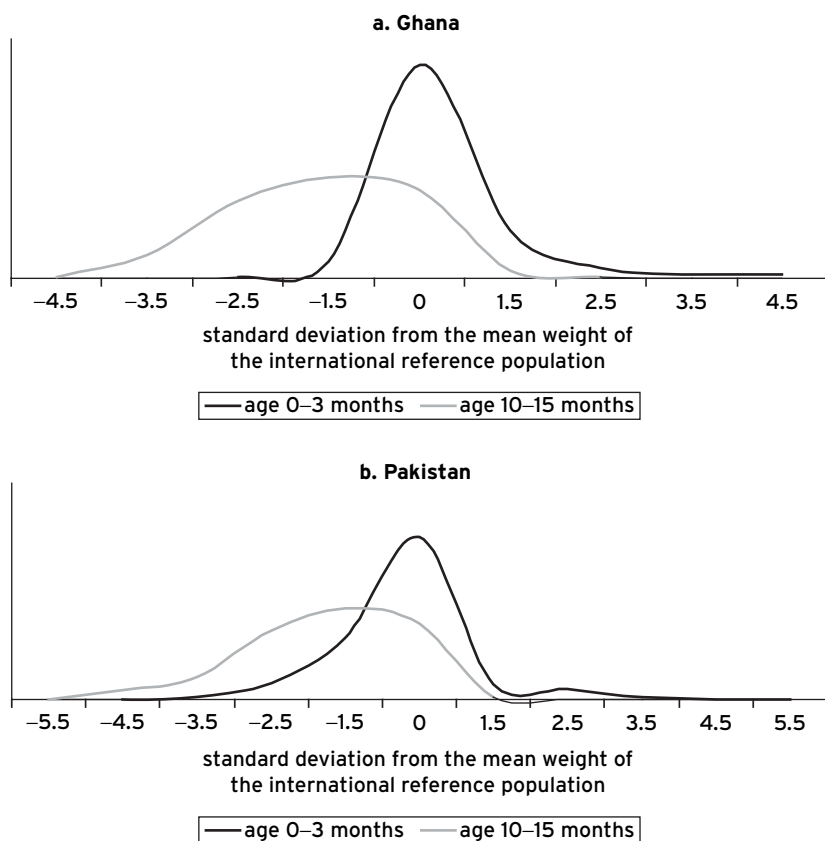 a. Ghana
−4.5 −3.5 −2.5 −1.5 0 1.5 2.5 3.5 4.5
standard deviation from the mean weight of
the international reference population
age 0–3 months age 10–15 months
b. Pakistan
−5.5 −4.5 −3.5 −2.5 −1.5 0 1.5 2.5 3.5 4.5 5.5
standard deviation from the mean weight of
the international reference population
age 0–3 months age 10–15 months